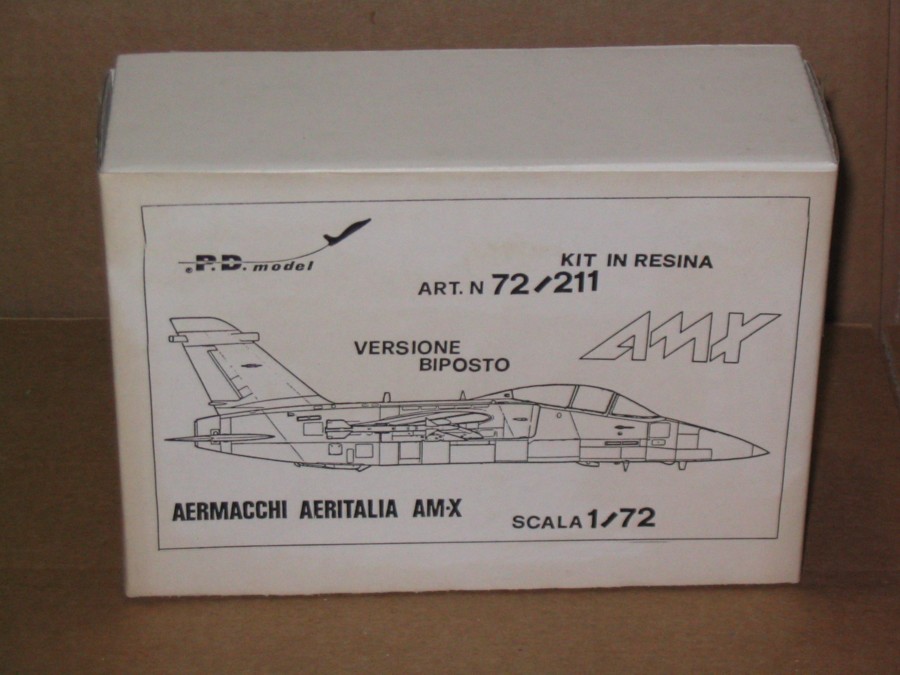 © P.D. model
KIT IN RESINA
ART. N 72/211
AMX
VERSIONE
BIPOSTO
AERMACCHI AERITALIA AM-X
SCALA 1/72